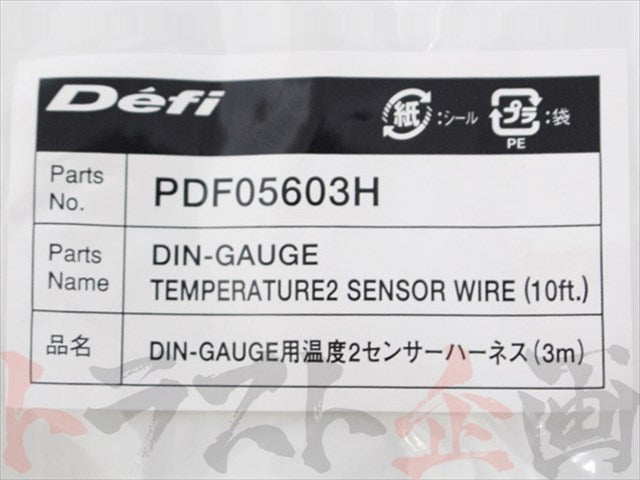 Défi
紙:シール プラ:袋
PE
Parts No. PDF05603H
Parts Name DIN-GAUGE
TEMPERATURE2 SENSOR WIRE (10ft.)
品名 DIN-GAUGE用温度2センサーハーネス(3m)
トラスト企画